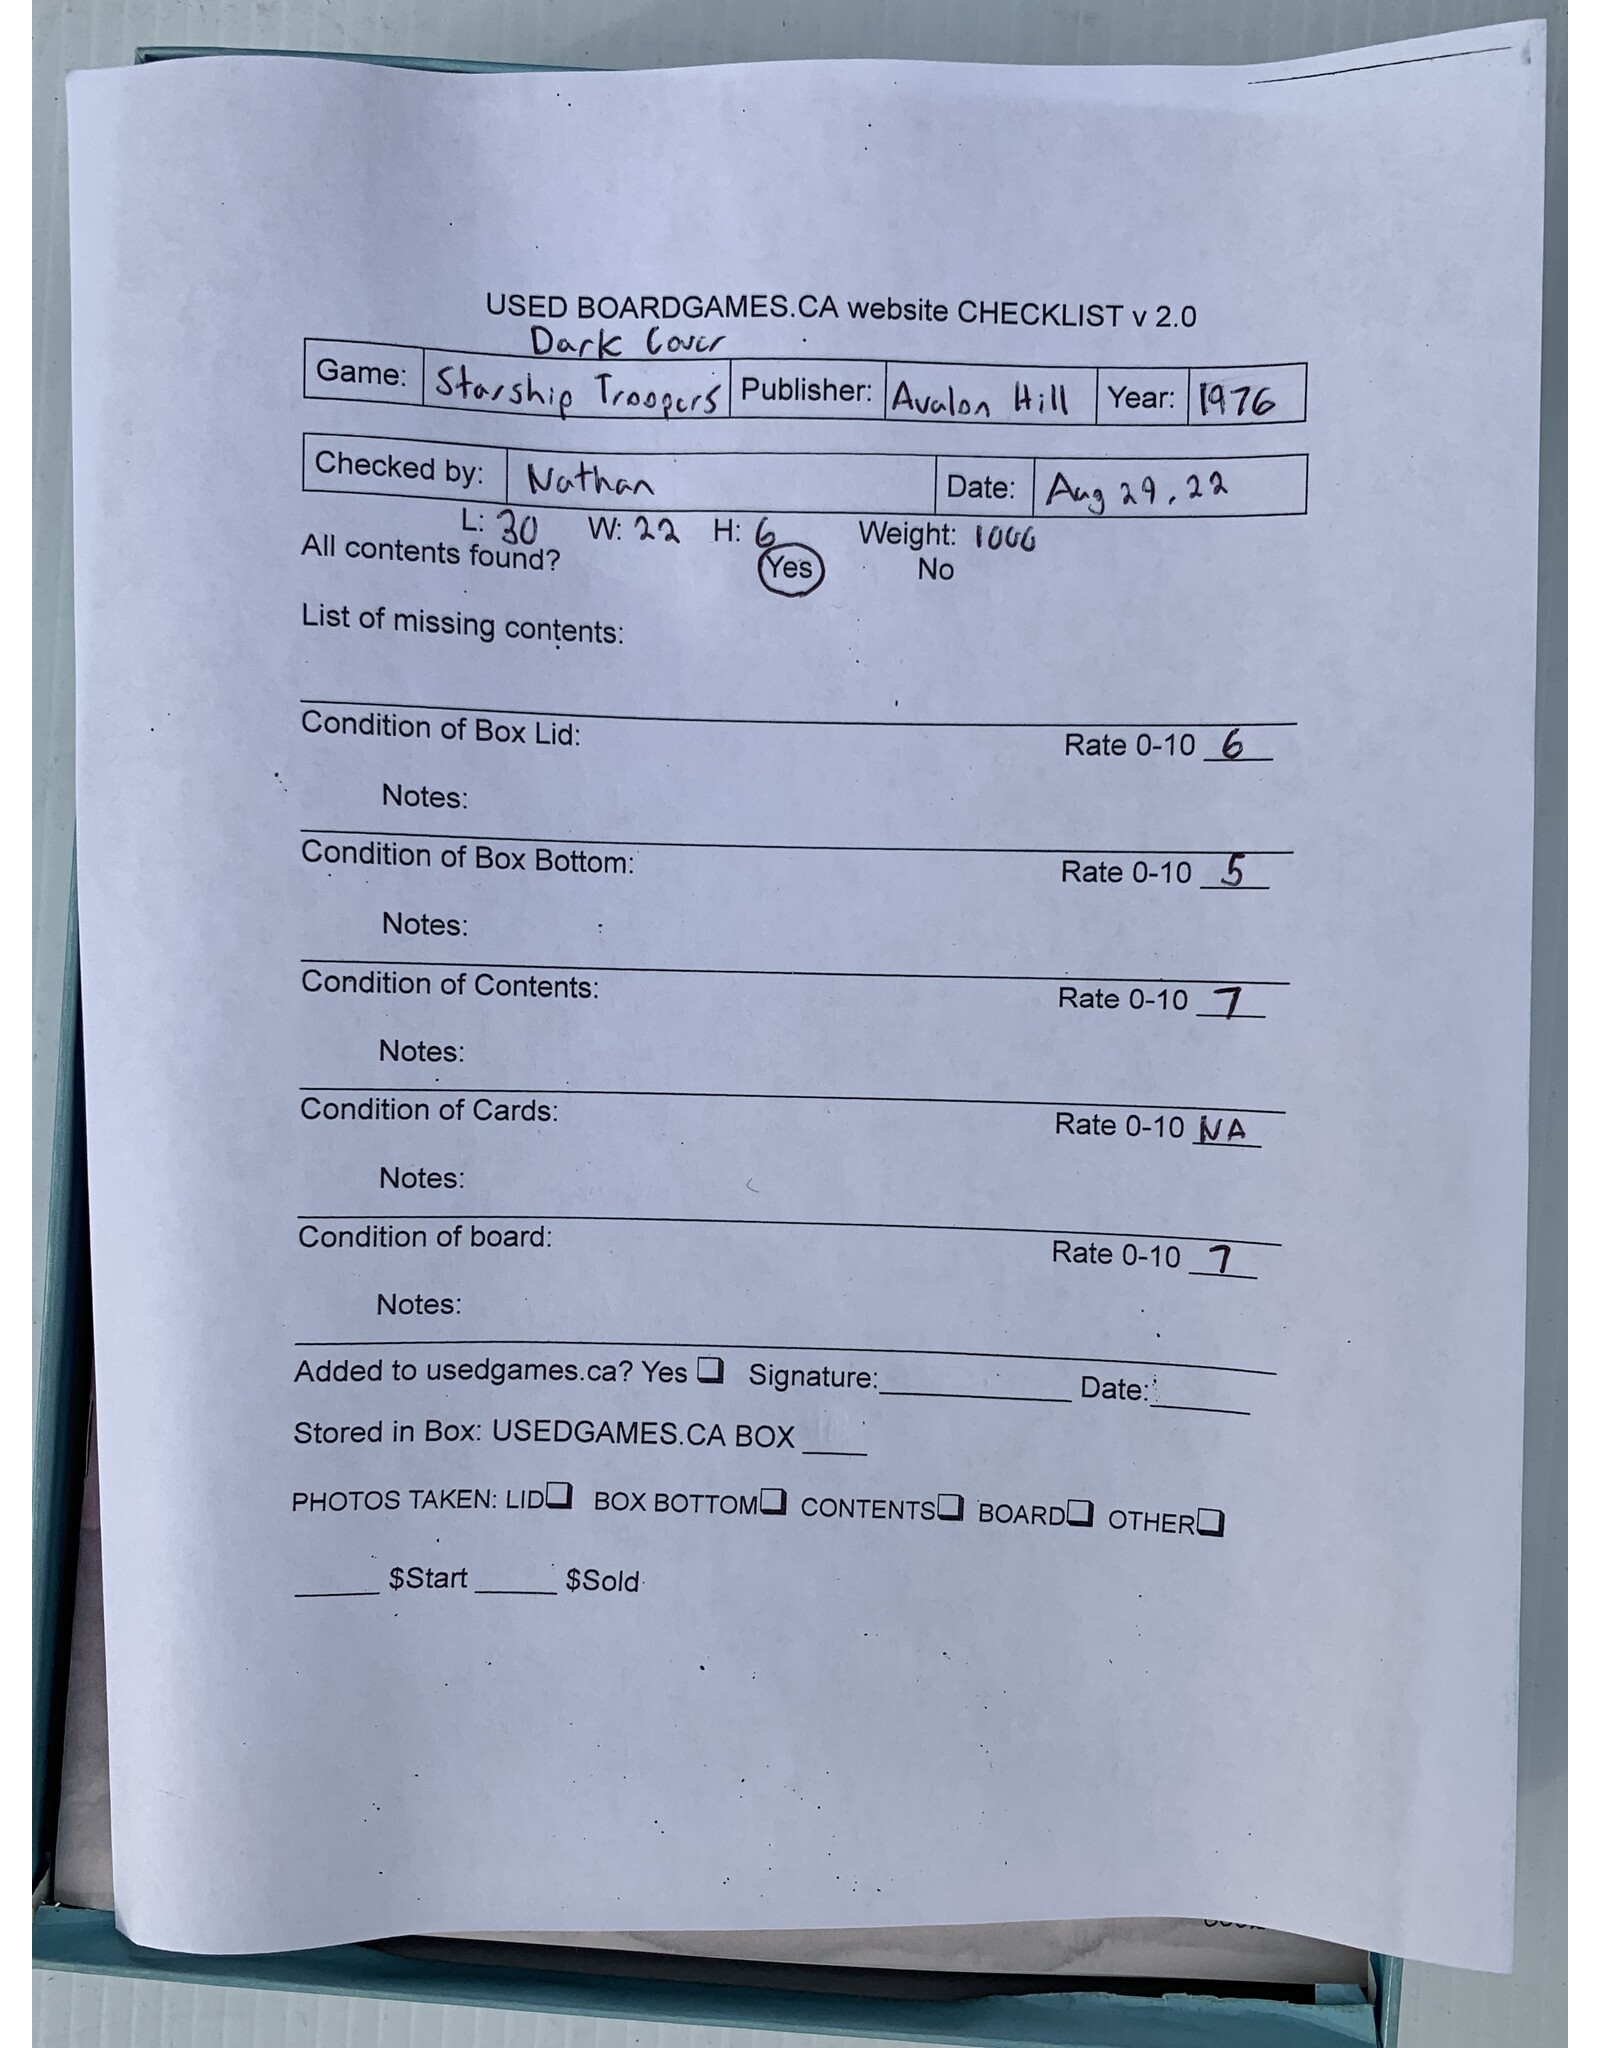 USED BOARDGAMES.CA website CHECKLIST v 2.0
Dark Cover
Game: Starship Troopers Publisher: Avalon Hill Year: 1976
Checked by: Nathan Date: Aug 29, 22
L: 30 W: 22 H: 6 Weight: 1000
All contents found? Yes No
List of missing contents:
Condition of Box Lid: Rate 0-10 6
Notes:
Condition of Box Bottom: Rate 0-10 5
Notes:
Condition of Contents: Rate 0-10 7
Notes:
Condition of Cards: Rate 0-10 NA
Notes:
Condition of board: Rate 0-10 7
Notes:
Added to usedgames.ca? Yes ❑ Signature:__________ Date:______
Stored in Box: USEDGAMES.CA BOX ____
PHOTOS TAKEN: LID❑ BOX BOTTOM❑ CONTENTS❑ BOARD❑ OTHER❑
_____ $Start _____ $Sold